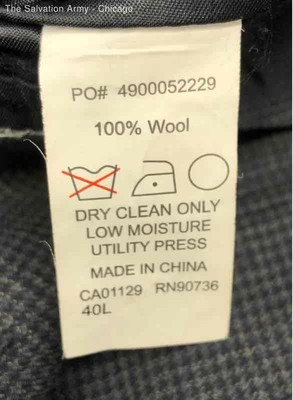 The Salvation Army - Chicago
PO# 4900052229
100% Wool
DRY CLEAN ONLY
LOW MOISTURE
UTILITY PRESS
MADE IN CHINA
CA01129 RN90736
40L